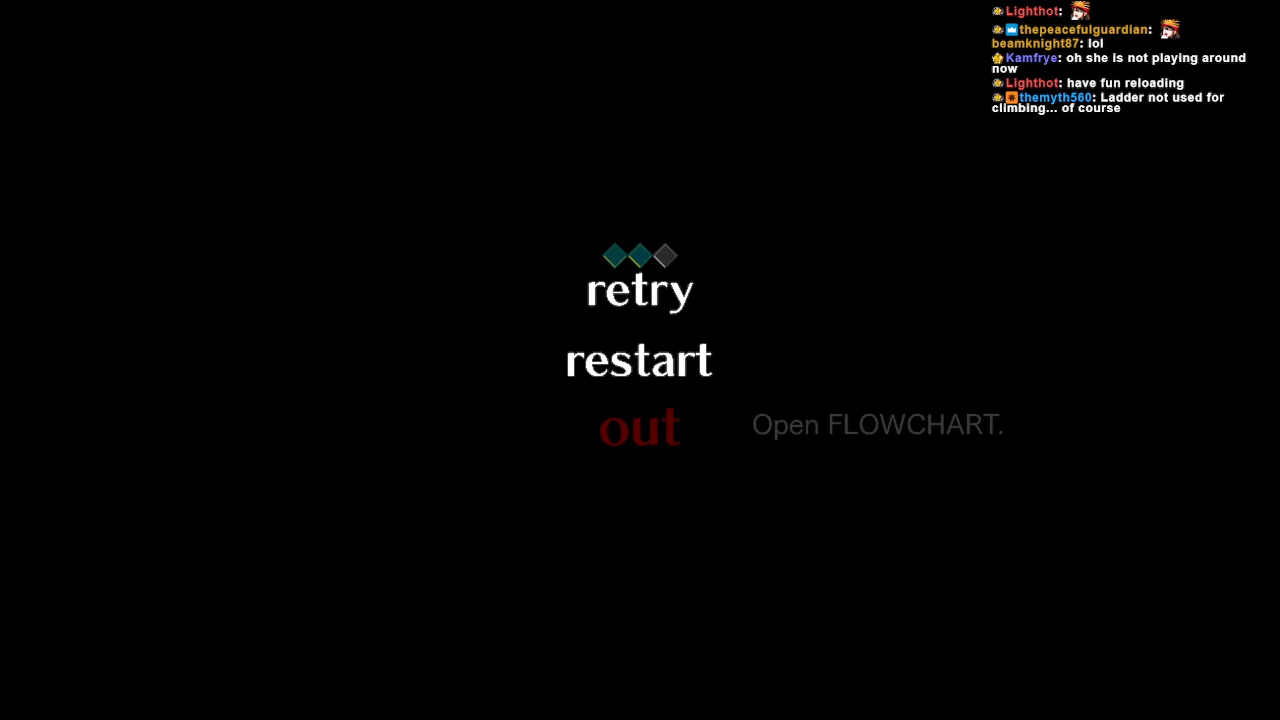 Lighthot:
thepeacefulguardian:
beamknight87: lol
Kamfrye: oh she is not playing around
now
Lighthot: have fun reloading
themyth560: Ladder not used for
climbing... of course
retry
restart
out
Open FLOWCHART.